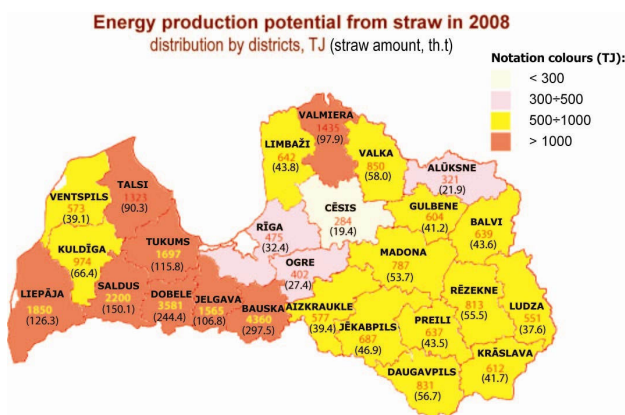 Energy production potential from straw in 2008
distribution by districts, TJ (straw amount, th.t)
Notation colours (TJ):
< 300
300÷500
500÷1000
> 1000
VALMIERA
1435
(97.9)
LIMBAŽI
642
(43.8)
VALKA
850
(58.0)
ALŪKSNE
321
(21.9)
TALSI
1323
(90.3)
VENTSPILS
573
(39.1)
CĒSIS
284
(19.4)
GULBENE
604
(41.2)
BALVI
639
(43.6)
RĪGA
475
(32.4)
KULDĪGA
974
(66.4)
TUKUMS
1697
(115.8)
OGRE
402
(27.4)
MADONA
787
(53.7)
LIEPĀJA
1850
(126.3)
SALDUS
2200
(150.1)
DOBELE
3581
(244.4)
JELGAVA
1565
(106.8)
BAUSKA
4360
(297.5)
AIZKRAUKLE
577
(39.4)
JĒKABPILS
687
(46.9)
PREILI
637
(43.5)
RĒZEKNE
813
(55.5)
LUDZA
551
(37.6)
KRĀSLAVA
612
(41.7)
DAUGAVPILS
831
(56.7)